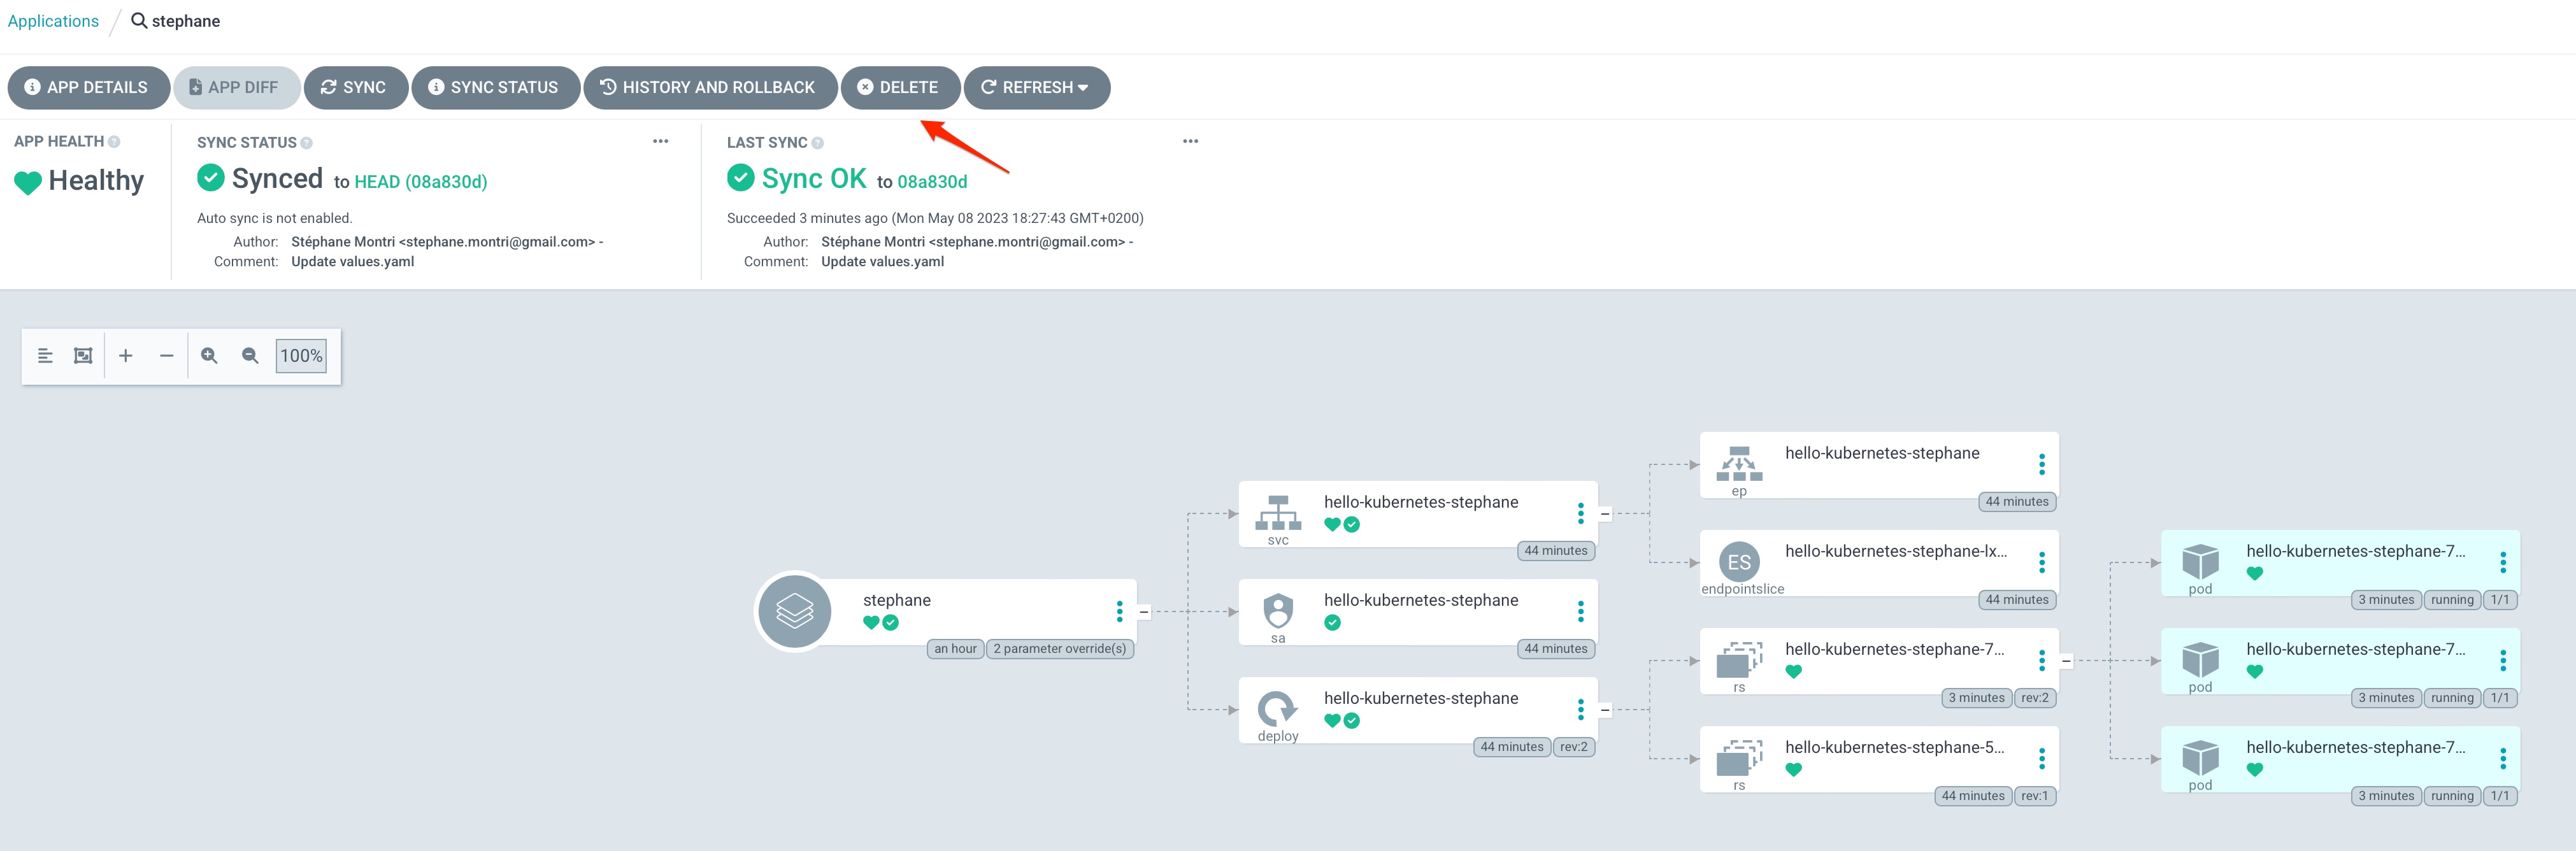 Applications / stephane
APP DETAILS APP DIFF SYNC SYNC STATUS HISTORY AND ROLLBACK DELETE REFRESH
APP HEALTH
Healthy
SYNC STATUS
Synced to HEAD (08a830d)
Auto sync is not enabled.
Author: Stéphane Montri <stephane.montri@gmail.com> -
Comment: Update values.yaml
LAST SYNC
Sync OK to 08a830d
Succeeded 3 minutes ago (Mon May 08 2023 18:27:43 GMT+0200)
Author: Stéphane Montri <stephane.montri@gmail.com> -
Comment: Update values.yaml
100%
stephane
an hour 2 parameter override(s)
hello-kubernetes-stephane
svc
44 minutes
hello-kubernetes-stephane
sa
44 minutes
hello-kubernetes-stephane
deploy
44 minutes rev:2
hello-kubernetes-stephane
ep
44 minutes
ES
hello-kubernetes-stephane-lx...
endpointslice
44 minutes
hello-kubernetes-stephane-7...
rs
3 minutes rev:2
hello-kubernetes-stephane-5...
rs
44 minutes rev:1
hello-kubernetes-stephane-7...
pod
3 minutes running 1/1
hello-kubernetes-stephane-7...
pod
3 minutes running 1/1
hello-kubernetes-stephane-7...
pod
3 minutes running 1/1